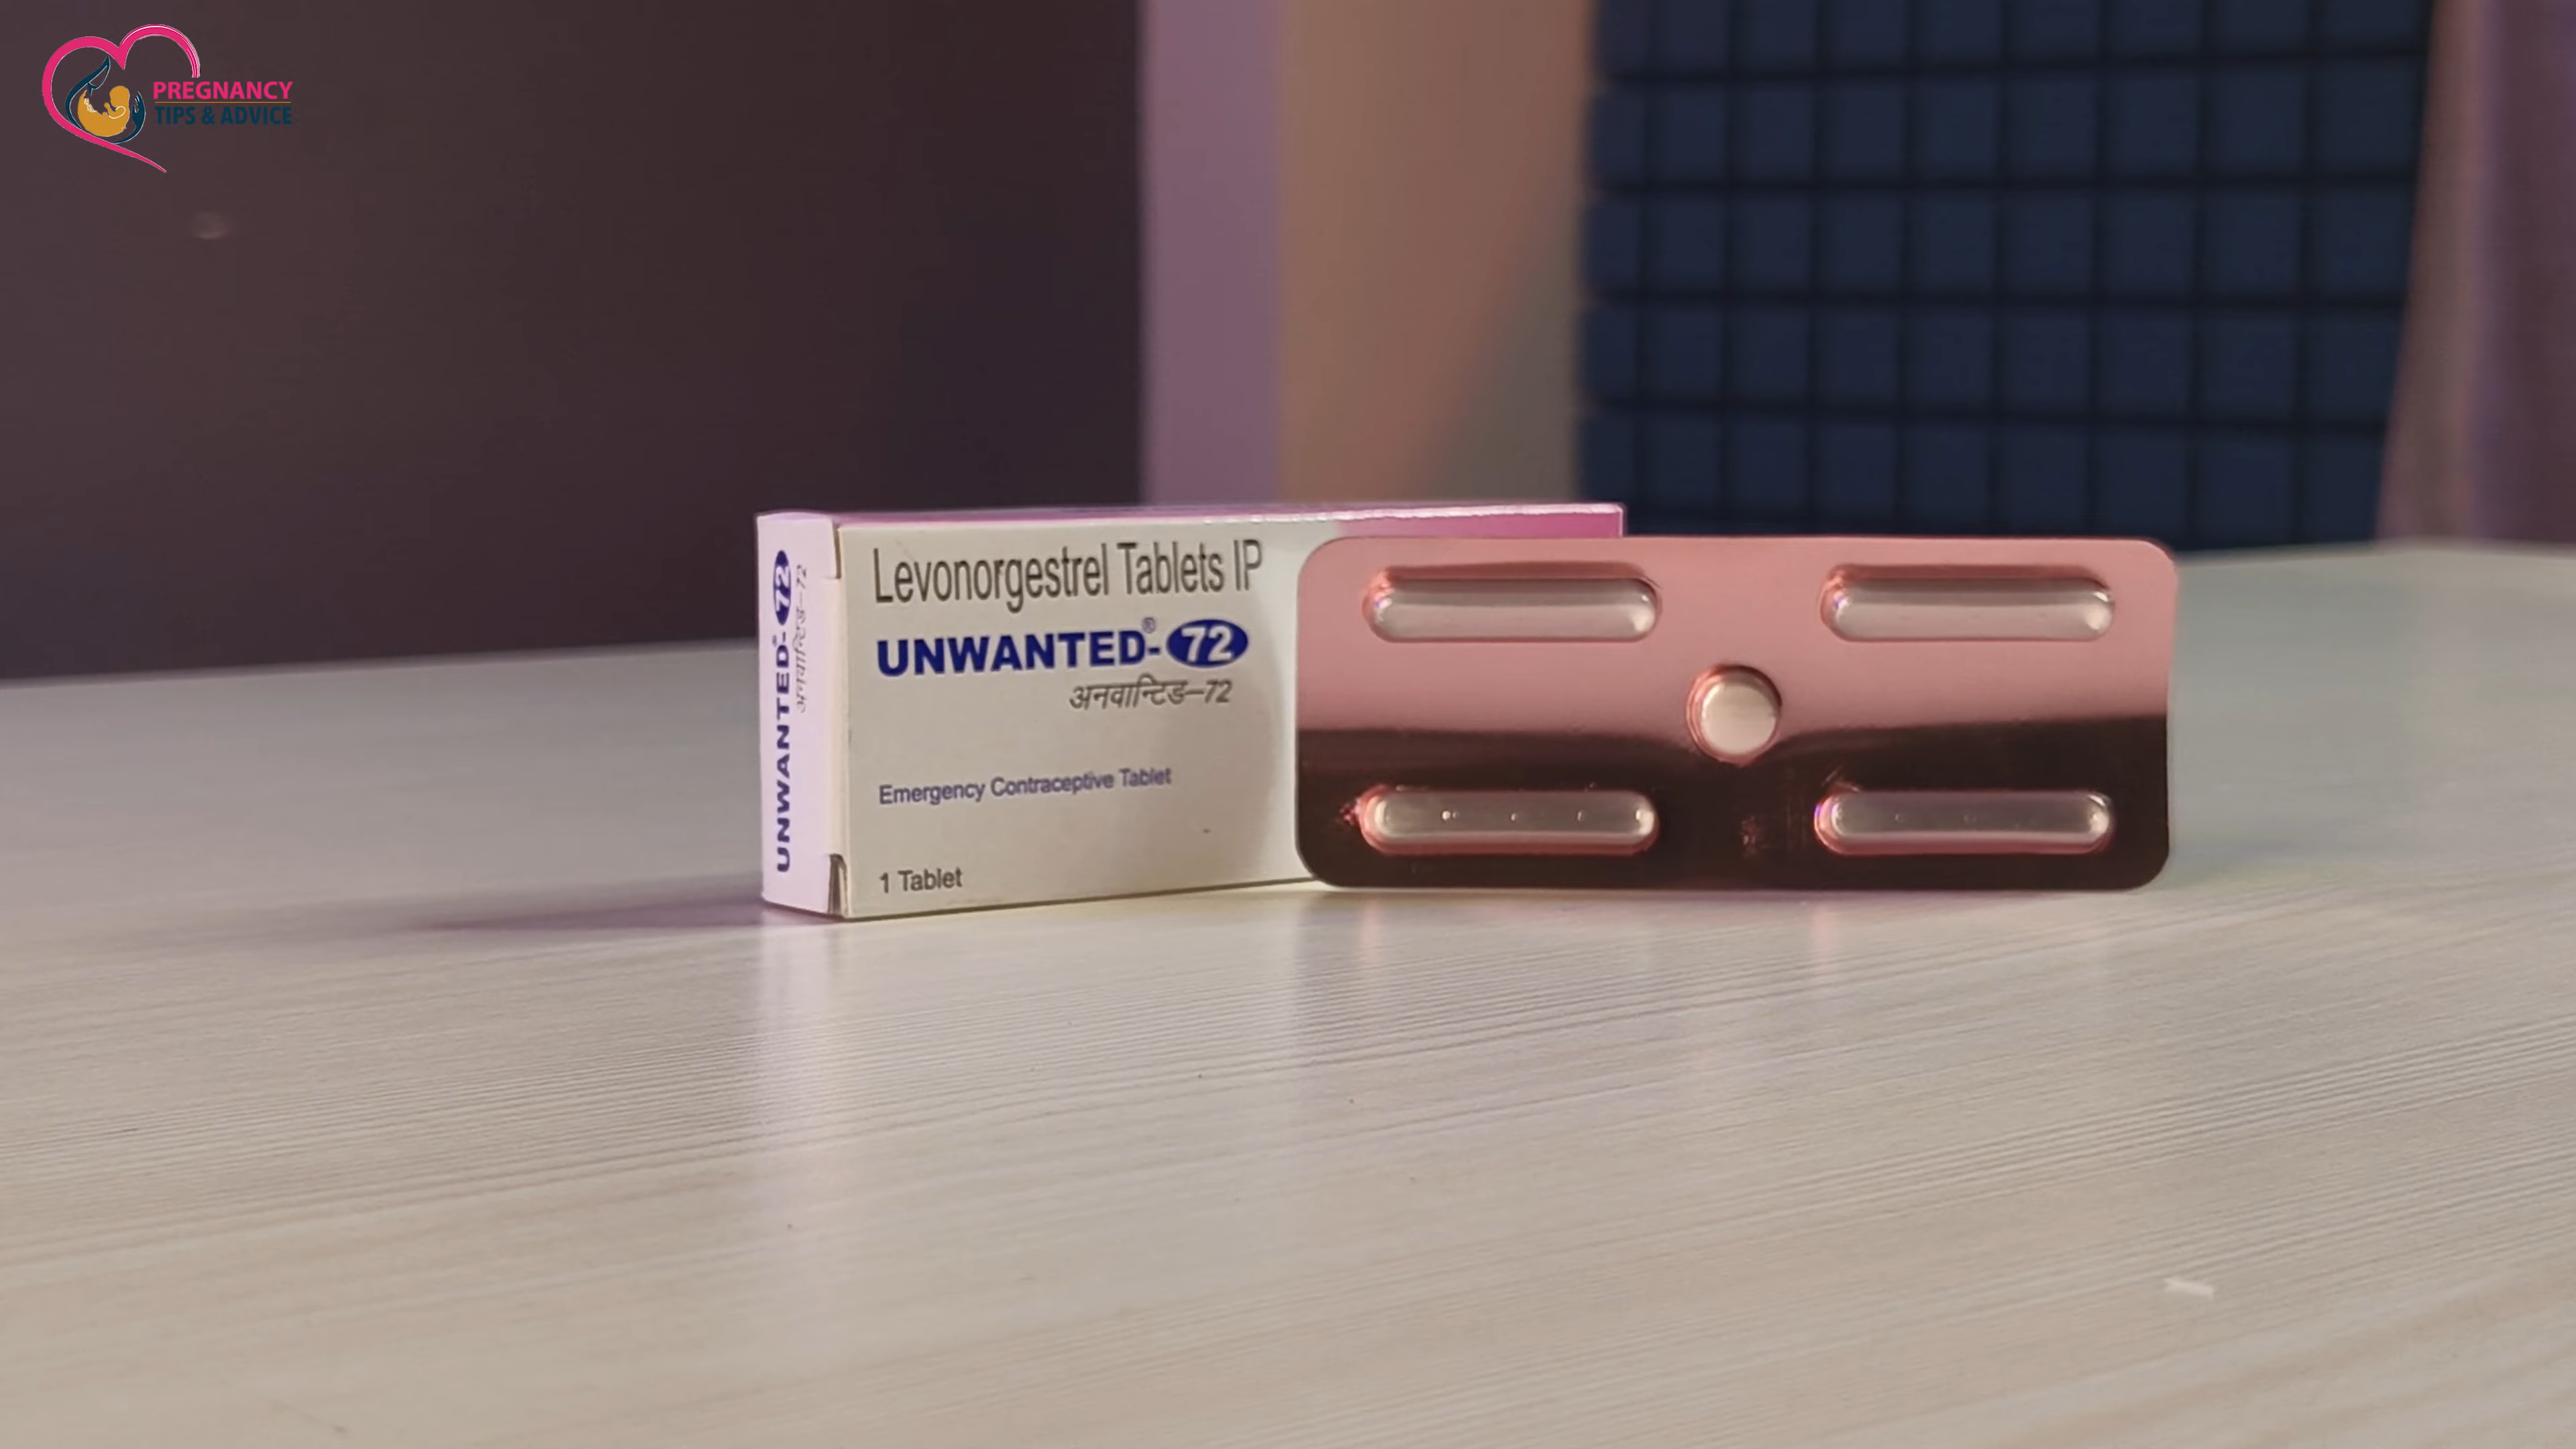 PREGNANCY
TIPS & ADVICE
UNWANTED®-72
अनवान्टिड-72
Levonorgestrel Tablets IP
UNWANTED®-72
अनवान्टिड-72
Emergency Contraceptive Tablet
1 Tablet